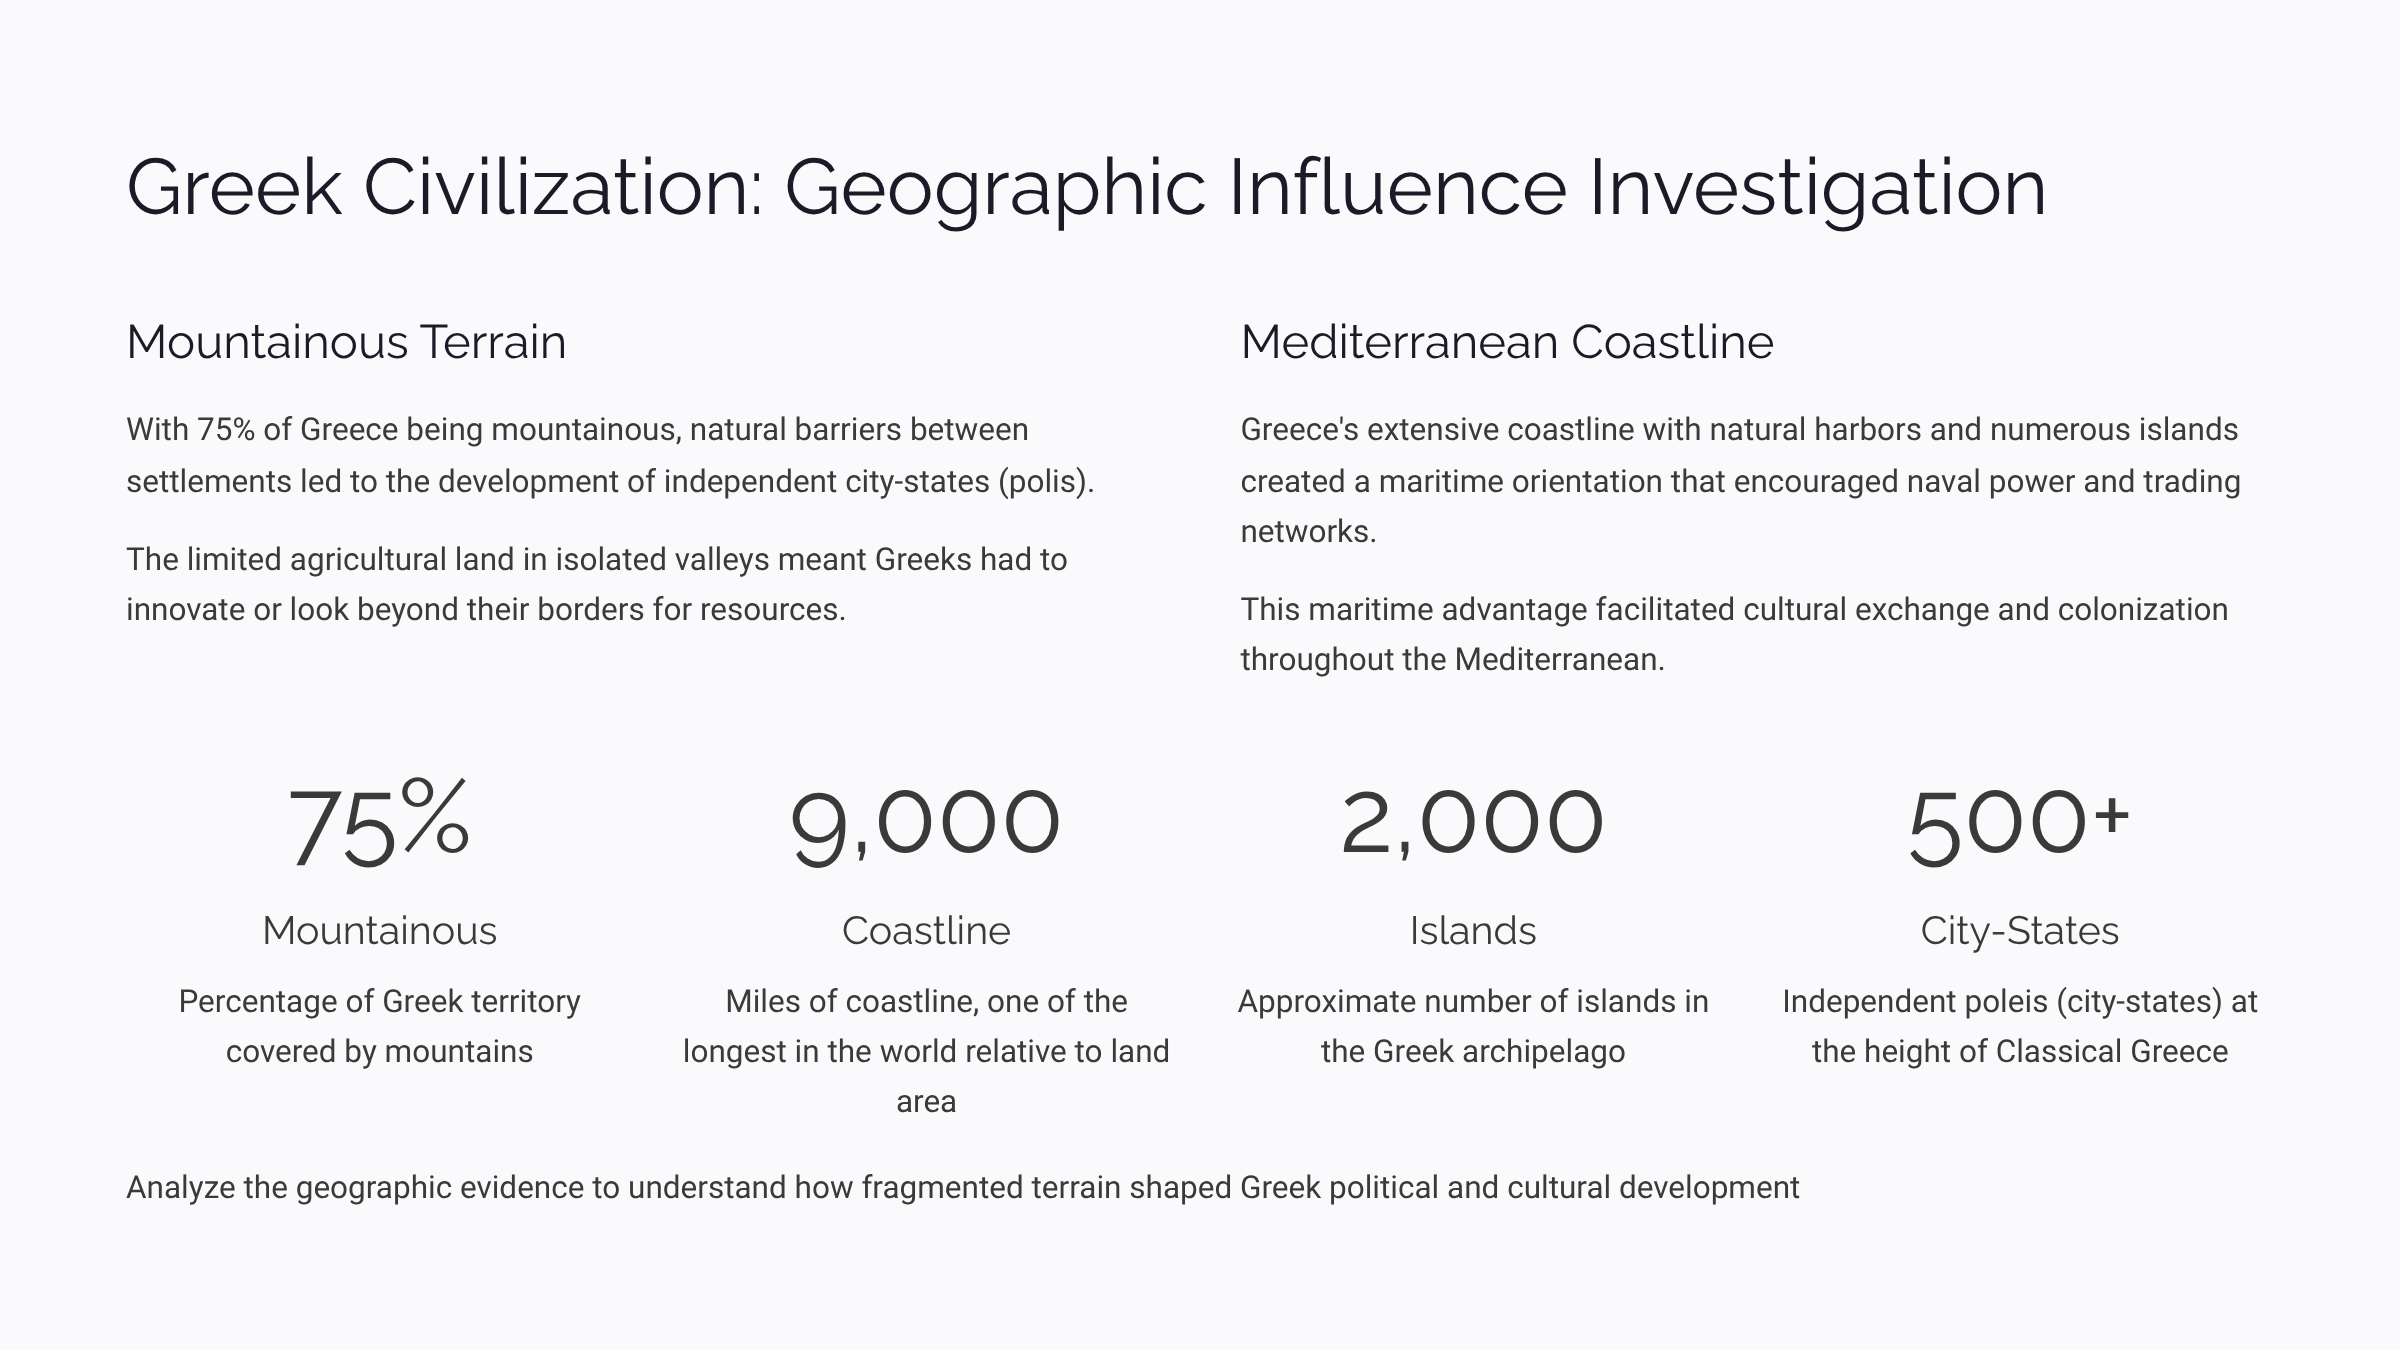 Greek Civilization: Geographic Influence Investigation
Mountainous Terrain
With 75% of Greece being mountainous, natural barriers between
settlements led to the development of independent city-states (polis).
The limited agricultural land in isolated valleys meant Greeks had to
innovate or look beyond their borders for resources.
Mediterranean Coastline
Greece's extensive coastline with natural harbors and numerous islands
created a maritime orientation that encouraged naval power and trading
networks.
This maritime advantage facilitated cultural exchange and colonization
throughout the Mediterranean.
75%
Mountainous
Percentage of Greek territory
covered by mountains
9,000
Coastline
Miles of coastline, one of the
longest in the world relative to land
area
2,000
Islands
Approximate number of islands in
the Greek archipelago
500+
City-States
Independent poleis (city-states) at
the height of Classical Greece
Analyze the geographic evidence to understand how fragmented terrain shaped Greek political and cultural development